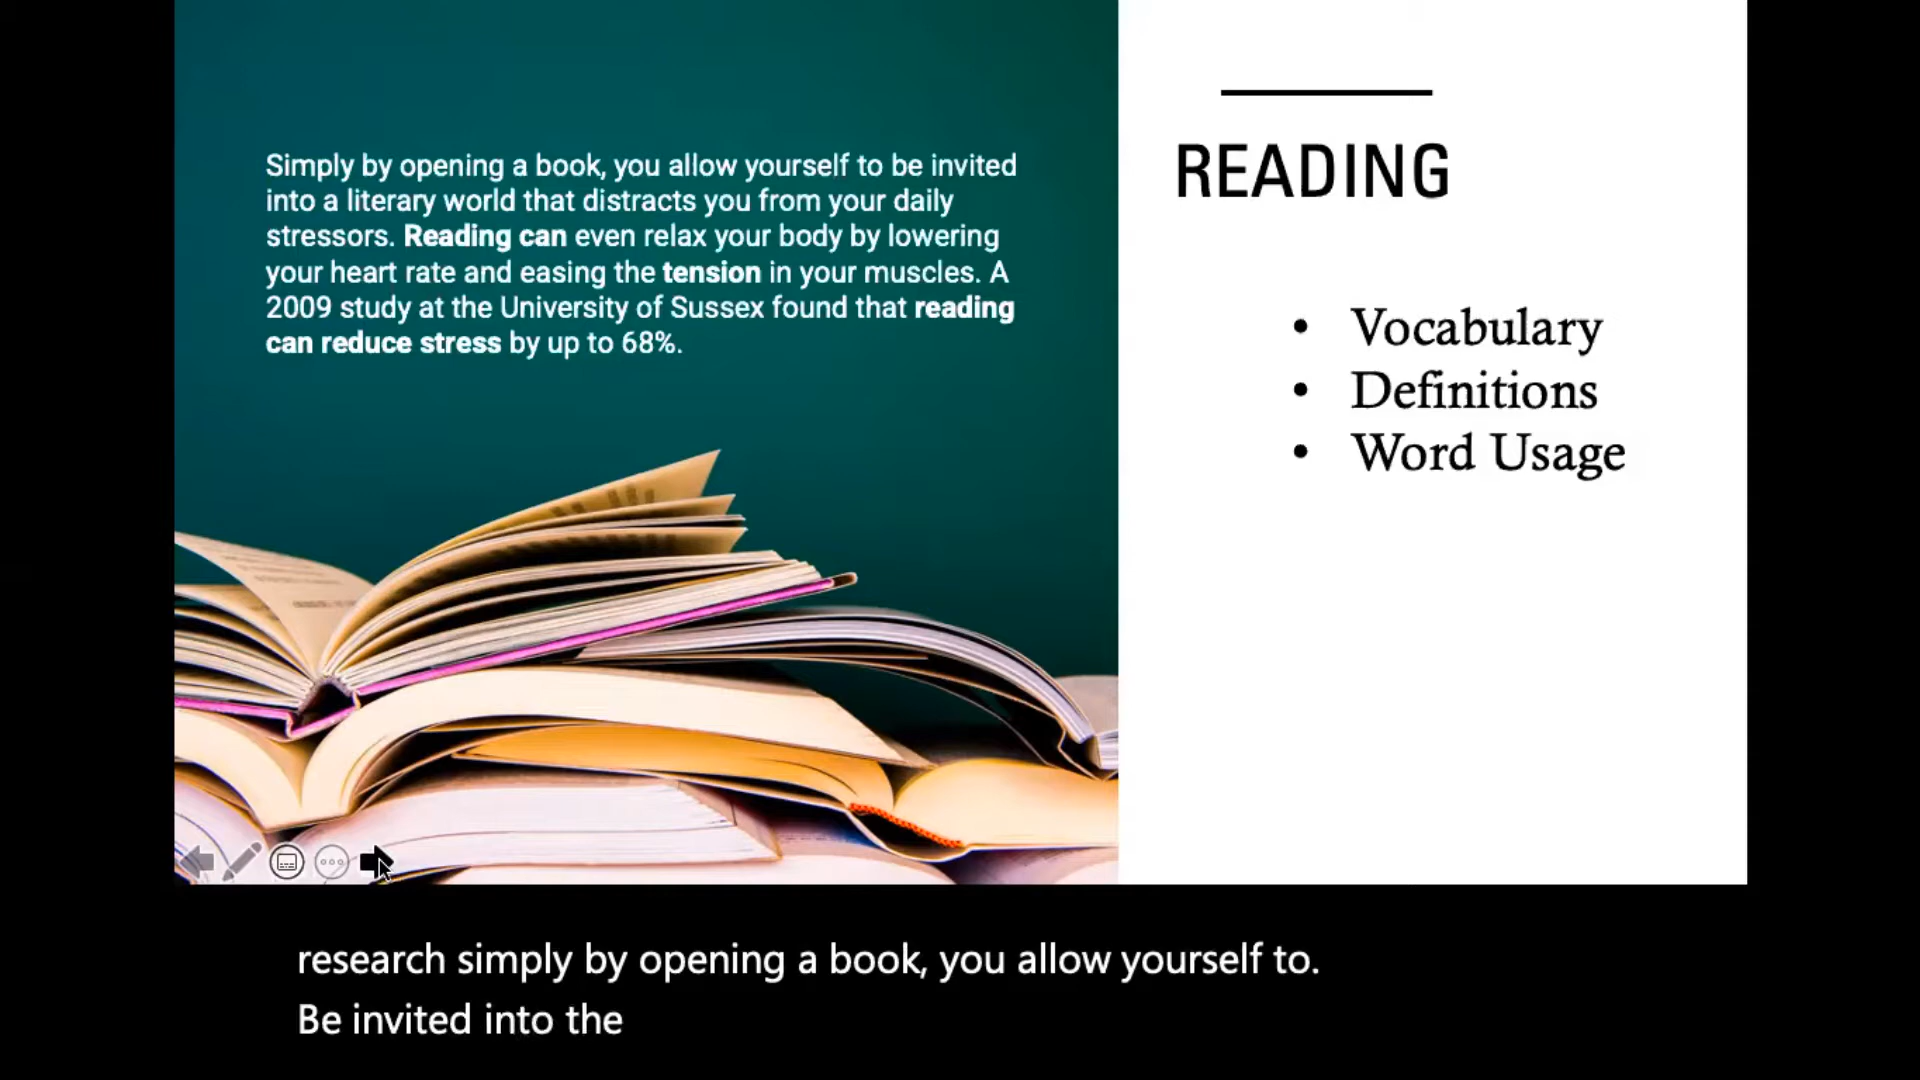 Simply by opening a book, you allow yourself to be invited
into a literary world that distracts you from your daily
stressors. Reading can even relax your body by lowering
your heart rate and easing the tension in your muscles. A
2009 study at the University of Sussex found that reading
can reduce stress by up to 68%.
READING
• Vocabulary
• Definitions
• Word Usage
research simply by opening a book, you allow yourself to.
Be invited into the